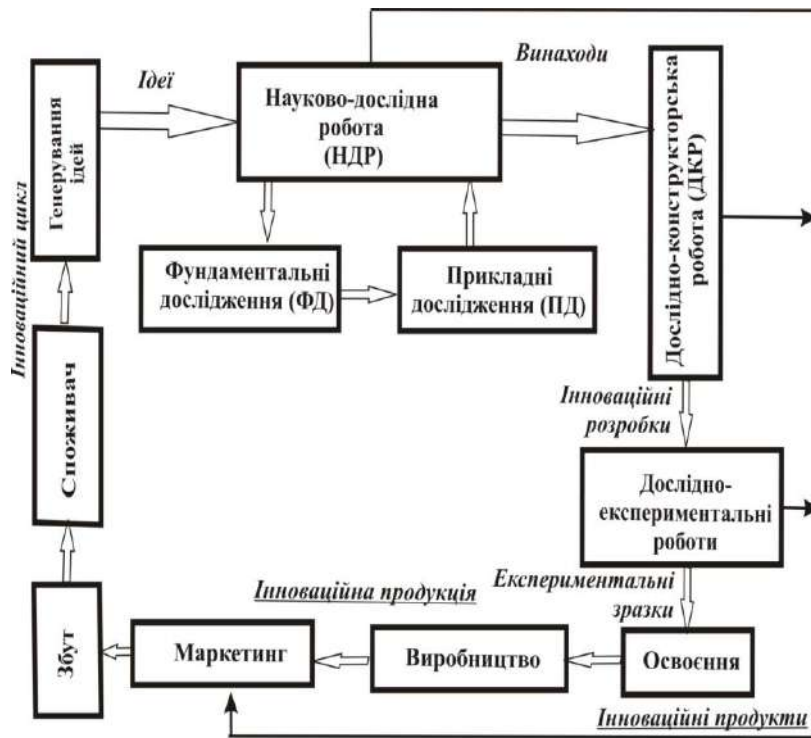 Ідеї
Винаходи
Генерування
ідей
Науково-дослідна
робота
(НДР)
Дослідно-конструкторська
робота (ДКР)
Інноваційний цикл
Фундаментальні
дослідження (ФД)
Прикладні
дослідження (ПД)
Споживач
Інноваційні
розробки
Дослідно-
експериментальні
роботи
Експериментальні
зразки
Інноваційна продукція
Збут
Маркетинг
Виробництво
Освоєння
Інноваційні продукти